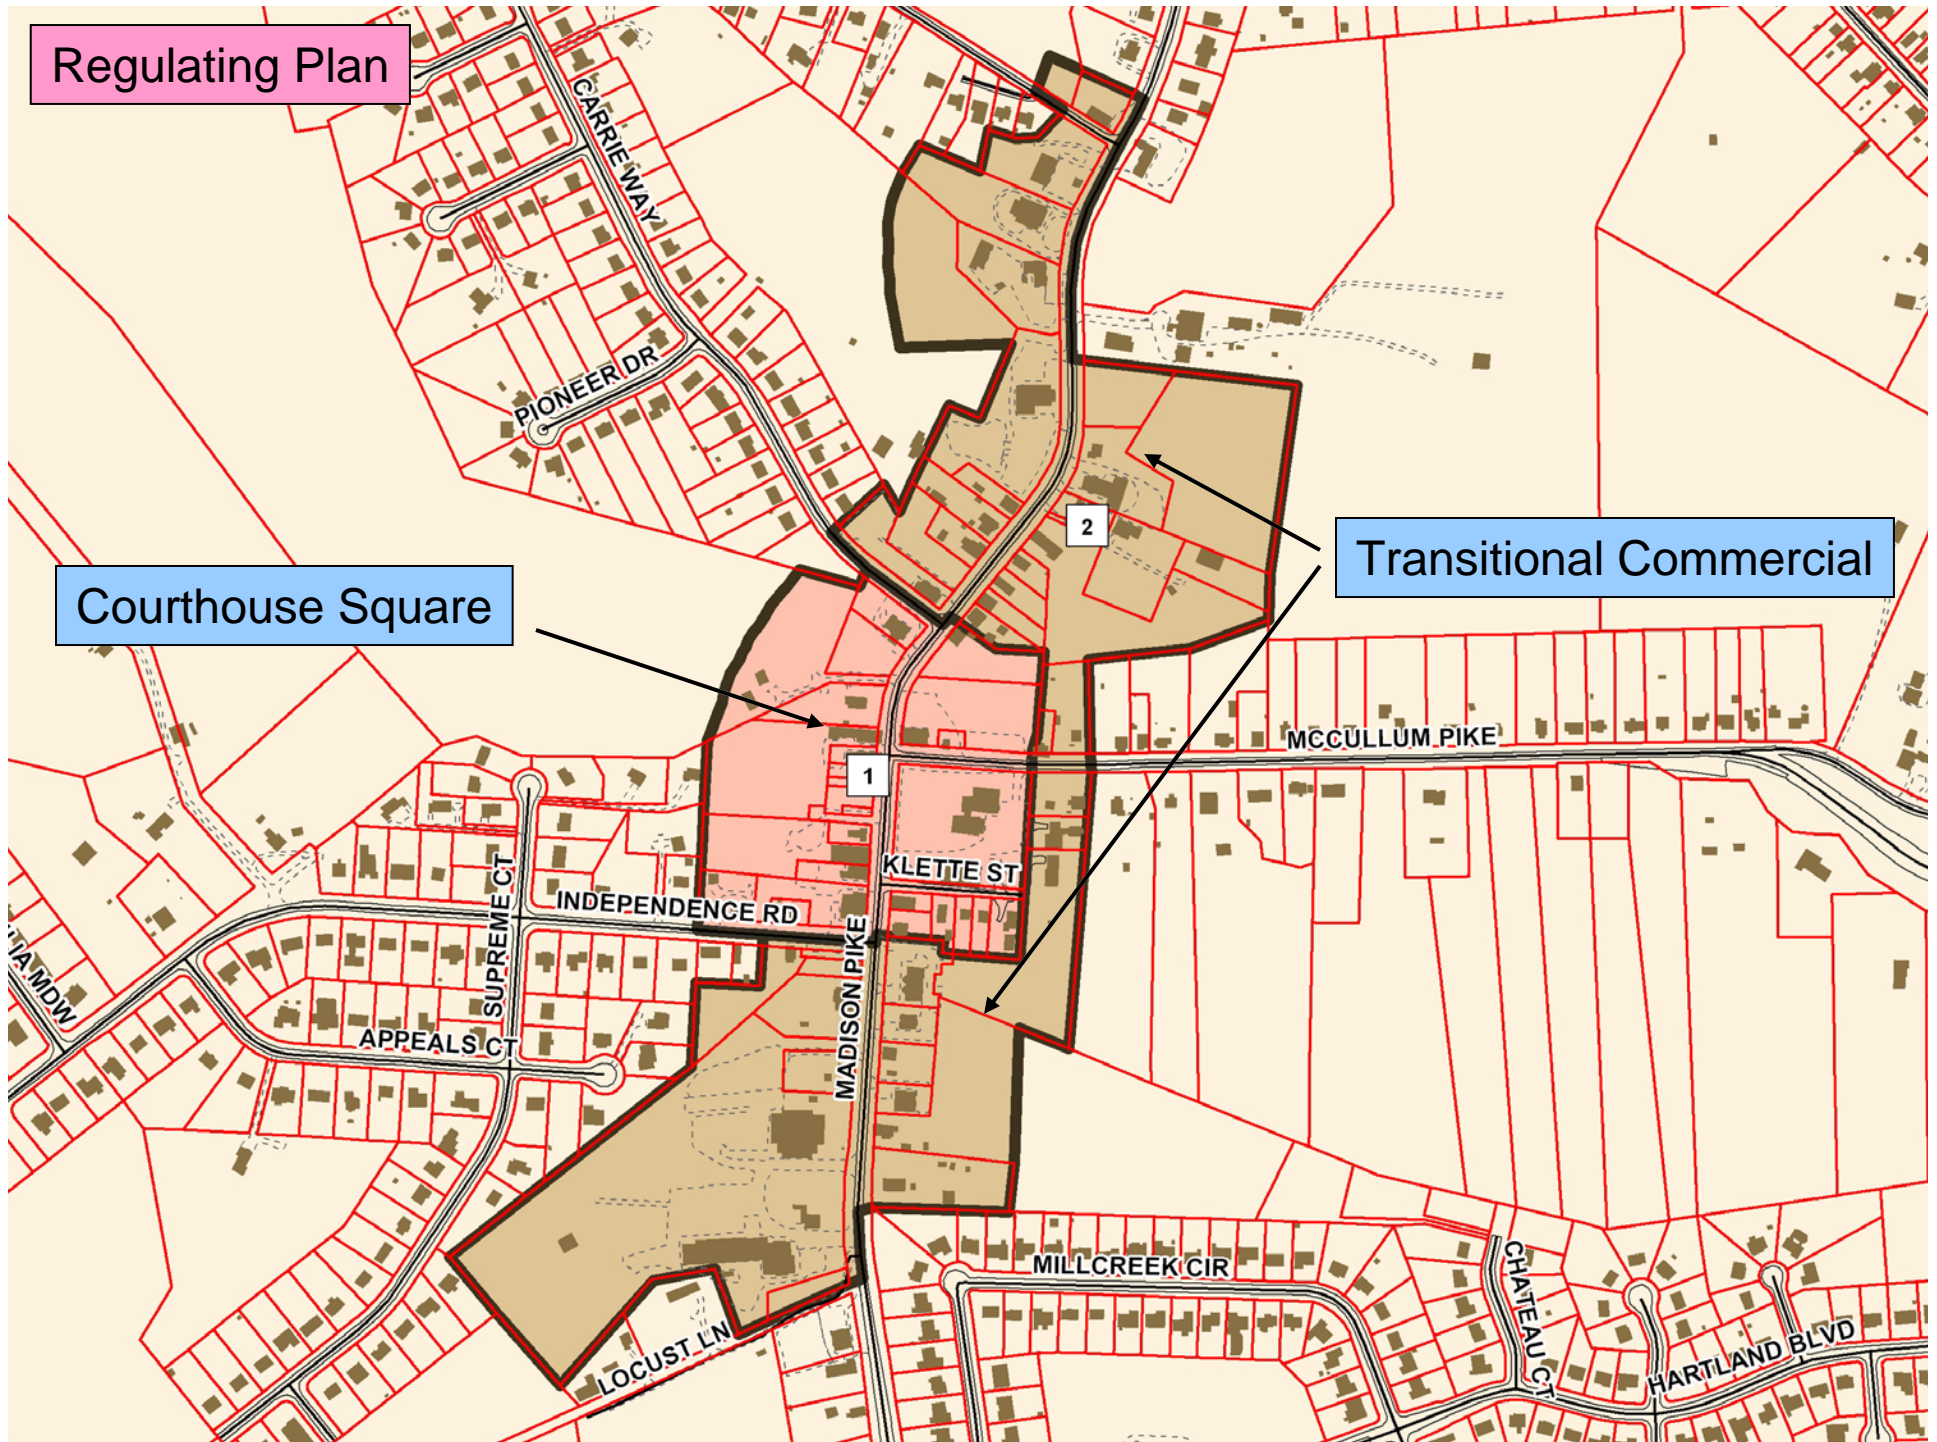 Regulating Plan
CARRIE WAY
PIONEER DR
2
Transitional Commercial
Courthouse Square
MCCULLUM PIKE
1
KLETTE ST
INDEPENDENCE RD
SUPREME CT
MADISON PIKE
MDW
APPEALS CT
MILLCREEK CIR
CHATEAU CT
LOCUST LN
HARTLAND BLVD